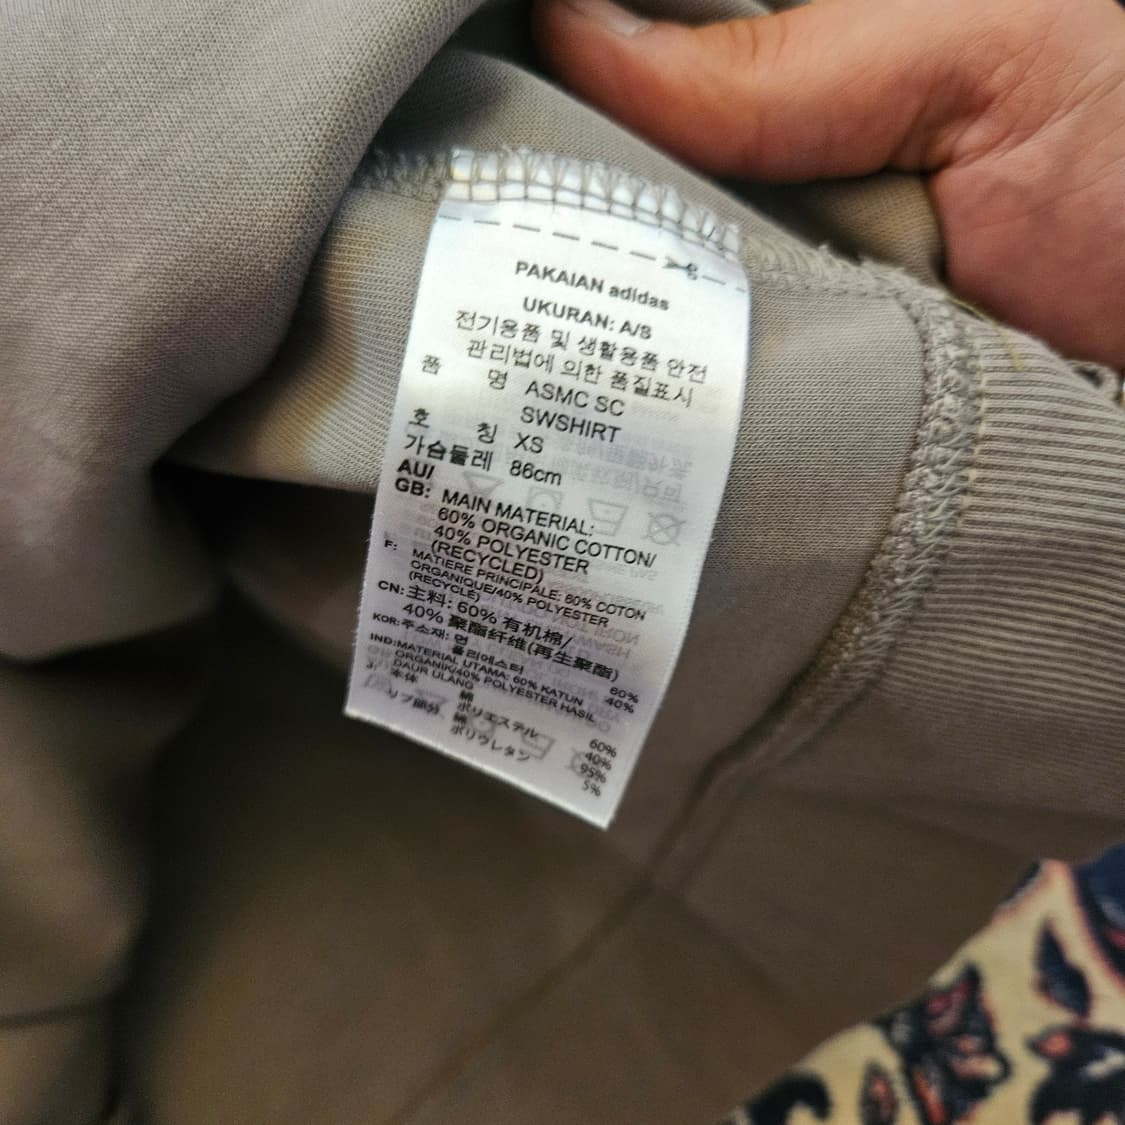 PAKAIAN adidas
UKURAN: A/S
전기용품 및 생활용품 안전
관리법에 의한 품질표시
품 명 ASMC SC
SWSHIRT
호 칭 XS
가슴둘레 86cm
AU/
GB: MAIN MATERIAL:
60% ORGANIC COTTON/
40% POLYESTER
(RECYCLED)
F: MATIERE PRINCIPALE: 60% COTON
ORGANIQUE/40% POLYESTER
(RECYCLÉ)
CN: 主料: 60% 有机棉/
40% 聚酯纤维(再生聚酯)
KOR: 주소재: 면 60%
폴리에스터 40%
IND: MATERIAL UTAMA: 60% KATUN
ORGANIK/40% POLYESTER HASIL
DAUR ULANG
J: 本体 綿 60%
ポリエステル 40%
リブ部分 綿 95%
ポリウレタン 5%